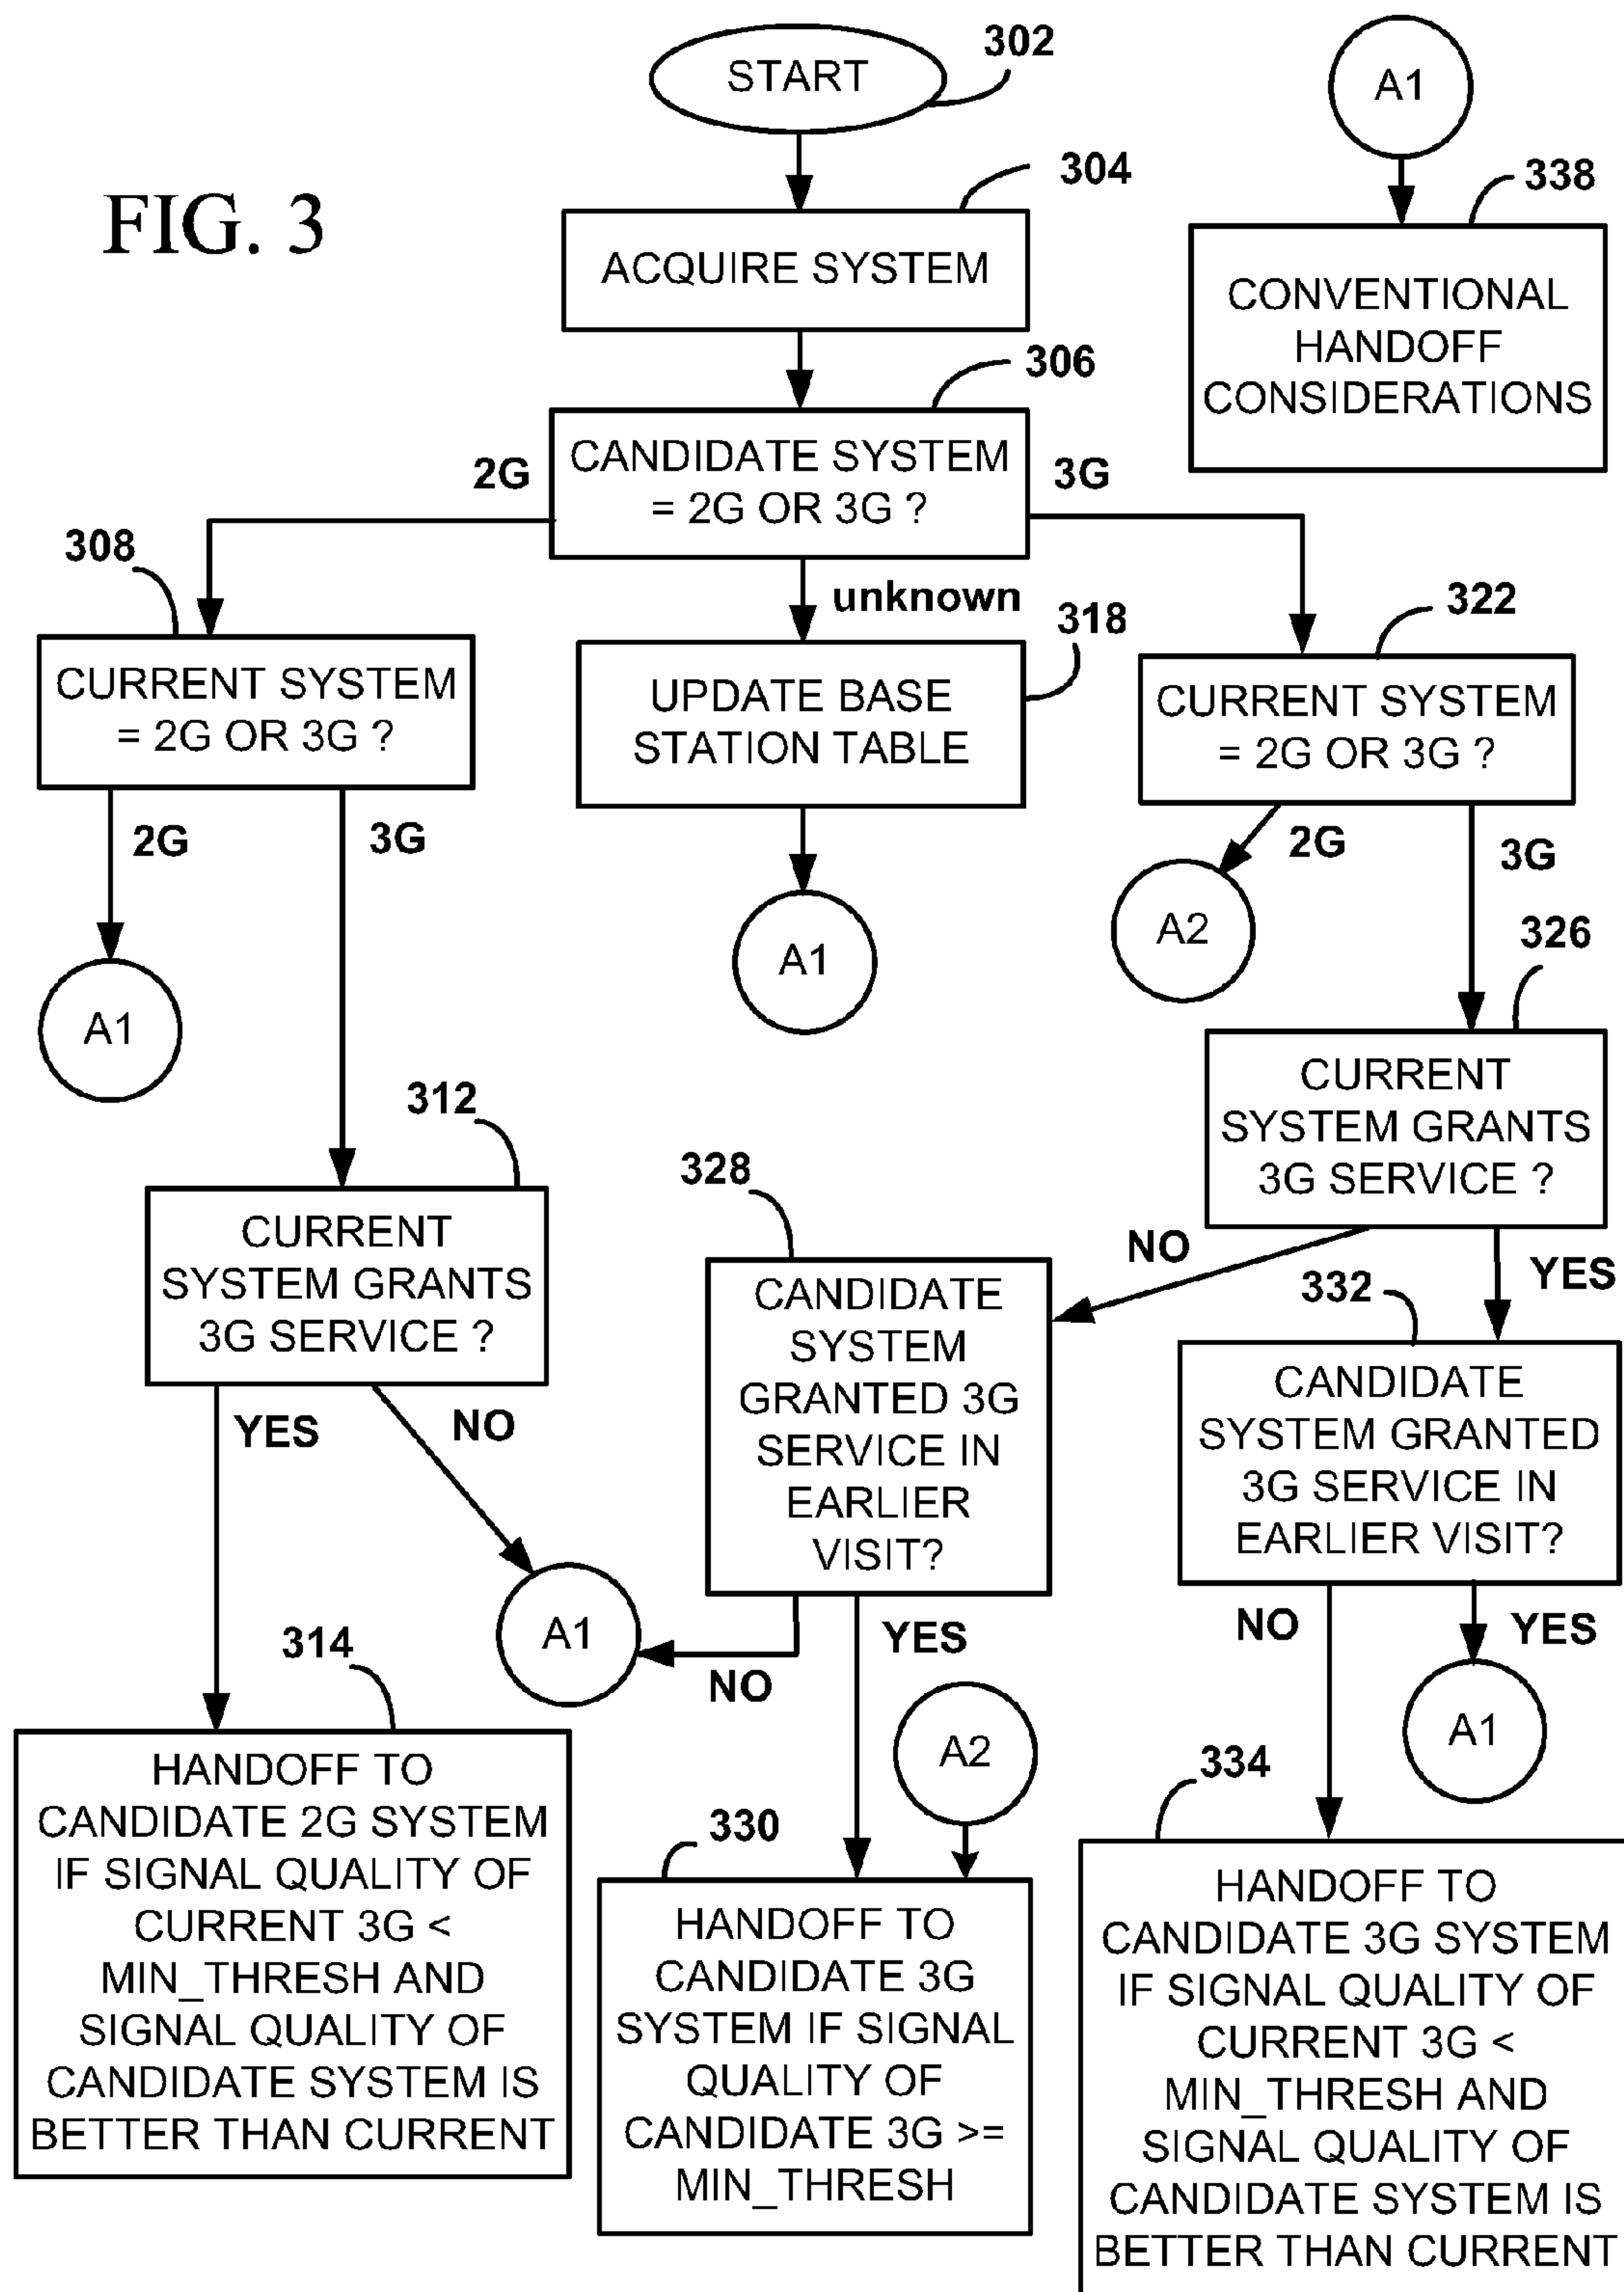 FIG. 3
START
302
304
ACQUIRE SYSTEM
306
CANDIDATE SYSTEM
= 2G OR 3G ?
2G
3G
unknown
A1
338
CONVENTIONAL
HANDOFF
CONSIDERATIONS
308
CURRENT SYSTEM
= 2G OR 3G ?
2G
3G
A1
318
UPDATE BASE
STATION TABLE
A1
322
CURRENT SYSTEM
= 2G OR 3G ?
2G
3G
A2
326
CURRENT
SYSTEM GRANTS
3G SERVICE ?
NO
YES
312
CURRENT
SYSTEM GRANTS
3G SERVICE ?
YES
NO
A1
328
CANDIDATE
SYSTEM
GRANTED 3G
SERVICE IN
EARLIER
VISIT?
NO
YES
332
CANDIDATE
SYSTEM GRANTED
3G SERVICE IN
EARLIER VISIT?
NO
YES
A1
314
HANDOFF TO
CANDIDATE 2G SYSTEM
IF SIGNAL QUALITY OF
CURRENT 3G <
MIN_THRESH AND
SIGNAL QUALITY OF
CANDIDATE SYSTEM IS
BETTER THAN CURRENT
A2
330
HANDOFF TO
CANDIDATE 3G
SYSTEM IF SIGNAL
QUALITY OF
CANDIDATE 3G >=
MIN_THRESH
334
HANDOFF TO
CANDIDATE 3G SYSTEM
IF SIGNAL QUALITY OF
CURRENT 3G <
MIN_THRESH AND
SIGNAL QUALITY OF
CANDIDATE SYSTEM IS
BETTER THAN CURRENT